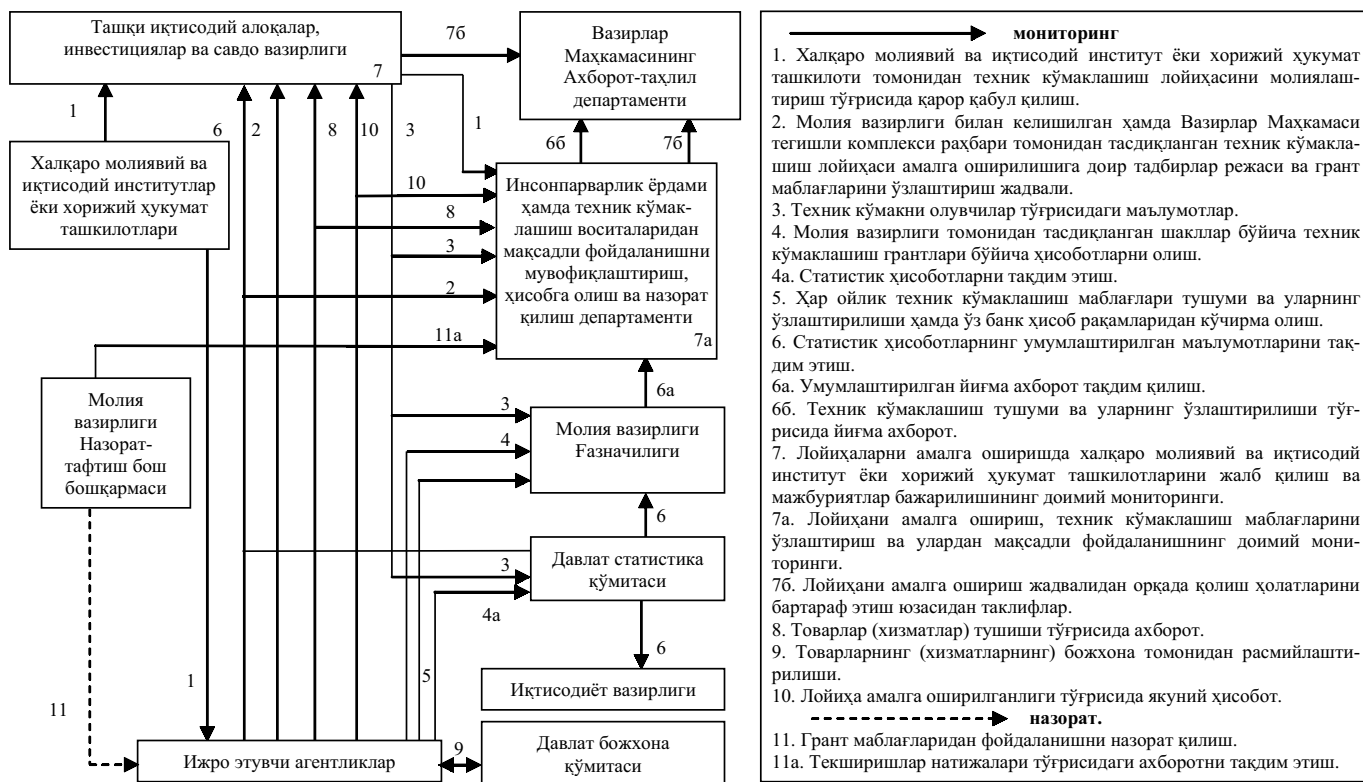 Ташқи иқтисодий алоқалар,
инвестициялар ва савдо вазирлиги
7
7б
Вазирлар
Маҳкамасининг
Ахборот-таҳлил
департаменти
1
6
2
8
10
3
1
6б
7б
Халқаро молиявий ва
иқтисодий институтлар
ёки хорижий ҳукумат
ташкилотлари
10
8
3
2
11а
Инсонпарварлик ёрдами
ҳамда техник кўмак-
лашиш воситаларидан
мақсадли фойдаланишни
мувофиқлаштириш,
ҳисобга олиш ва назорат
қилиш департаменти
7а
6а
Молия
вазирлиги
Назорат-
тафтиш бош
бошқармаси
3
4
Молия вазирлиги
Ғазначилиги
6
3
4а
Давлат статистика
қўмитаси
6
1
5
Иқтисодиёт вазирлиги
11
Ижро этувчи агентликлар
9
Давлат божхона
қўмитаси
мониторинг
1. Халқаро молиявий ва иқтисодий институт ёки хорижий ҳукумат
ташкилоти томонидан техник кўмаклашиш лойиҳасини молиялаш-
тириш тўғрисида қарор қабул қилиш.
2. Молия вазирлиги билан келишилган ҳамда Вазирлар Маҳкамаси
тегишли комплекси раҳбари томонидан тасдиқланган техник кўмакла-
шиш лойиҳаси амалга оширилишига доир тадбирлар режаси ва грант
маблағларини ўзлаштириш жадвали.
3. Техник кўмакни олувчилар тўғрисидаги маълумотлар.
4. Молия вазирлиги томонидан тасдиқланган шакллар бўйича техник
кўмаклашиш грантлари бўйича ҳисоботларни олиш.
4а. Статистик ҳисоботларни тақдим этиш.
5. Ҳар ойлик техник кўмаклашиш маблағлари тушуми ва уларнинг
ўзлаштирилиши ҳамда ўз банк ҳисоб рақамларидан кўчирма олиш.
6. Статистик ҳисоботларнинг умумлаштирилган маълумотларини тақ-
дим этиш.
6а. Умумлаштирилган йиғма ахборот тақдим қилиш.
6б. Техник кўмаклашиш тушуми ва уларнинг ўзлаштирилиши тўғ-
рисида йиғма ахборот.
7. Лойиҳаларни амалга оширишда халқаро молиявий ва иқтисодий
институт ёки хорижий ҳукумат ташкилотларини жалб қилиш ва
мажбуриятлар бажарилишининг доимий мониторинги.
7а. Лойиҳани амалга ошириш, техник кўмаклашиш маблағларини
ўзлаштириш ва улардан мақсадли фойдаланишнинг доимий мони-
торинги.
7б. Лойиҳани амалга ошириш жадвалидан орқада қолиш ҳолатларини
бартараф этиш юзасидан таклифлар.
8. Товарлар (хизматлар) тушиши тўғрисида ахборот.
9. Товарларнинг (хизматларнинг) божхона томонидан расмийлашти-
рилиши.
10. Лойиҳа амалга оширилганлиги тўғрисида якуний ҳисобот.
назорат.
11. Грант маблағларидан фойдаланишни назорат қилиш.
11а. Текширишлар натижалари тўғрисидаги ахборотни тақдим этиш.